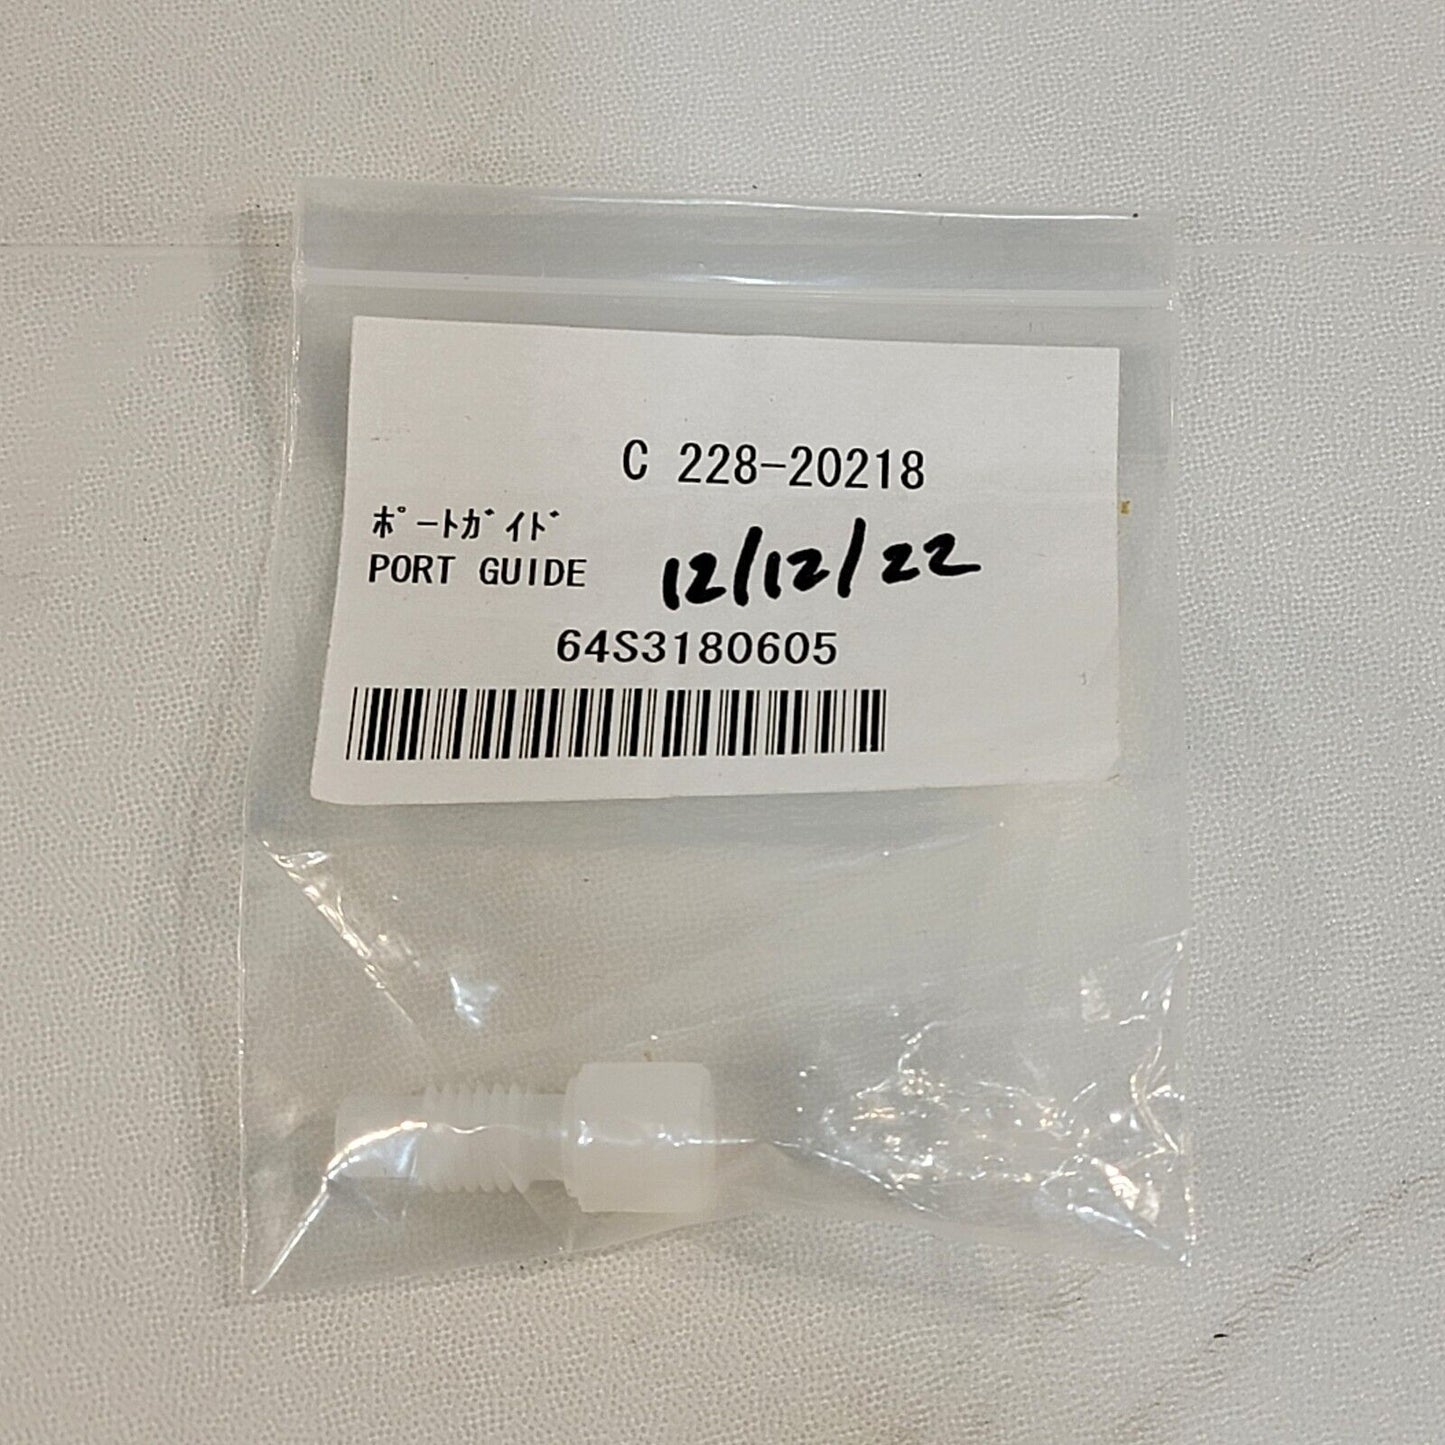 C 228-20218
ﾎﾟｰﾄｶﾞｲﾄﾞ
PORT GUIDE 12/12/22
64S3180605